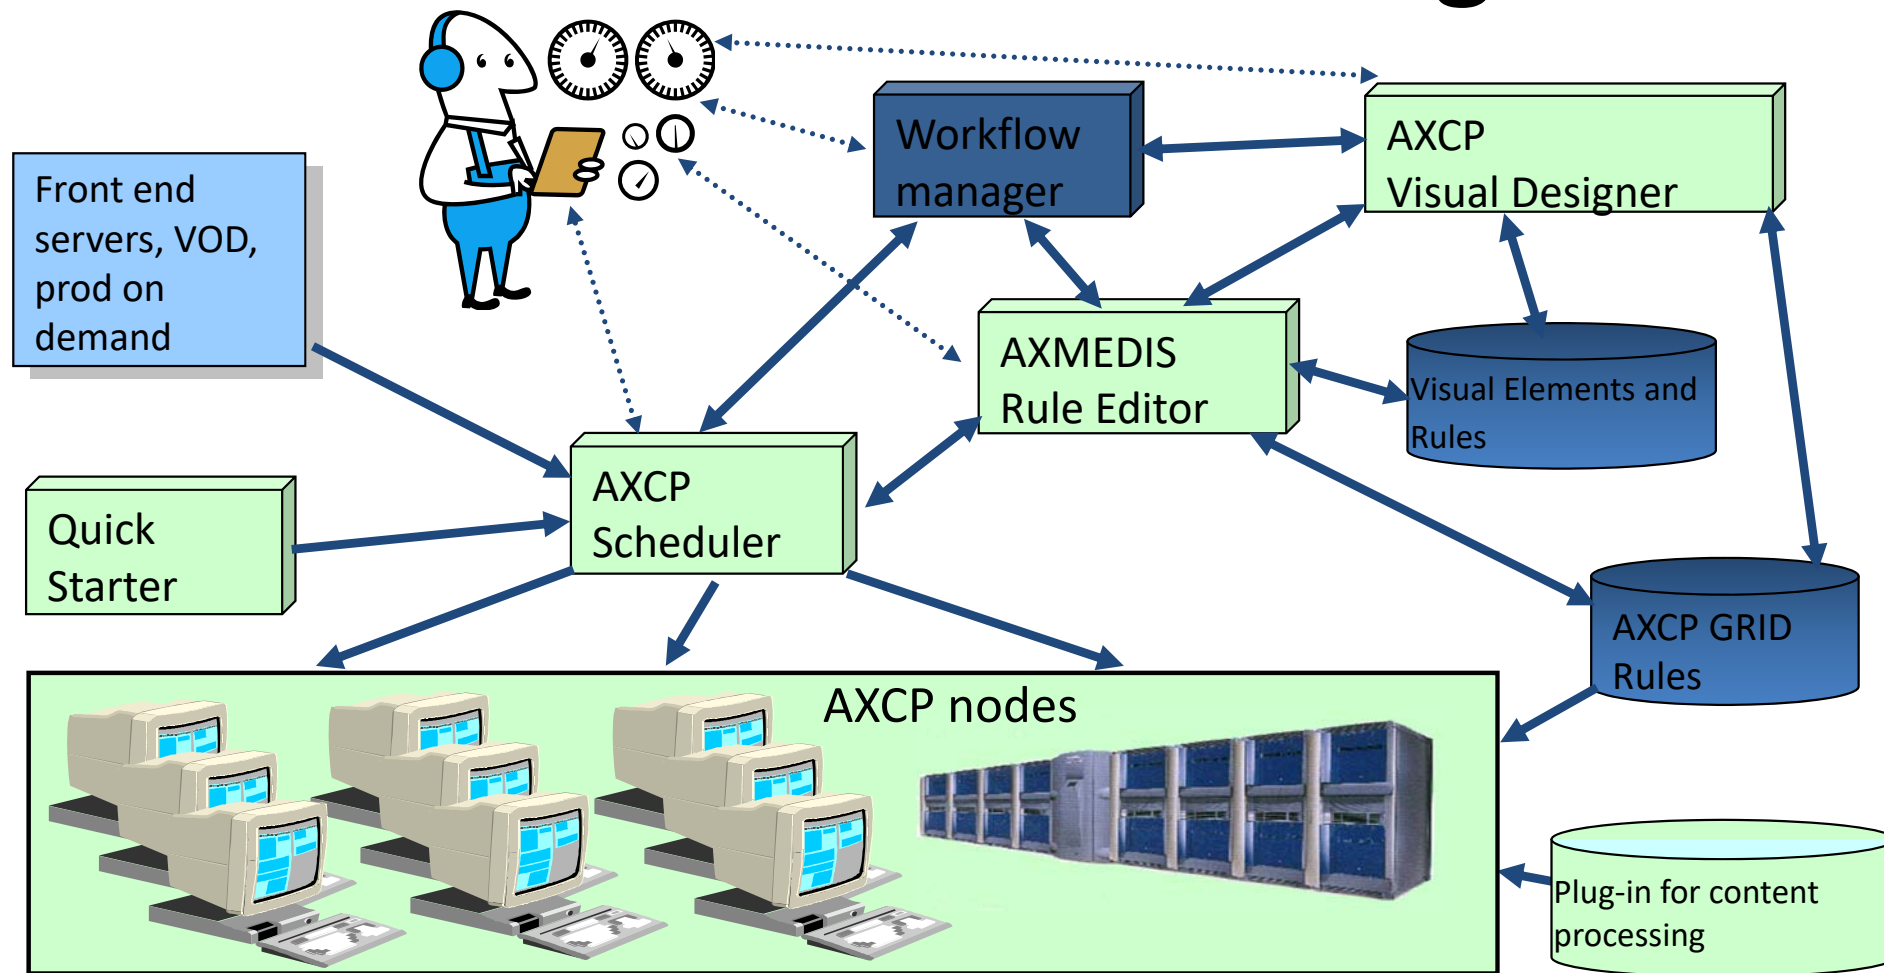 Workflow
manager
AXCP
Visual Designer
Front end
servers, VOD,
prod on
demand
AXMEDIS
Rule Editor
Visual Elements and
Rules
AXCP
Scheduler
Quick
Starter
AXCP GRID
Rules
AXCP nodes
Plug-in for content
processing